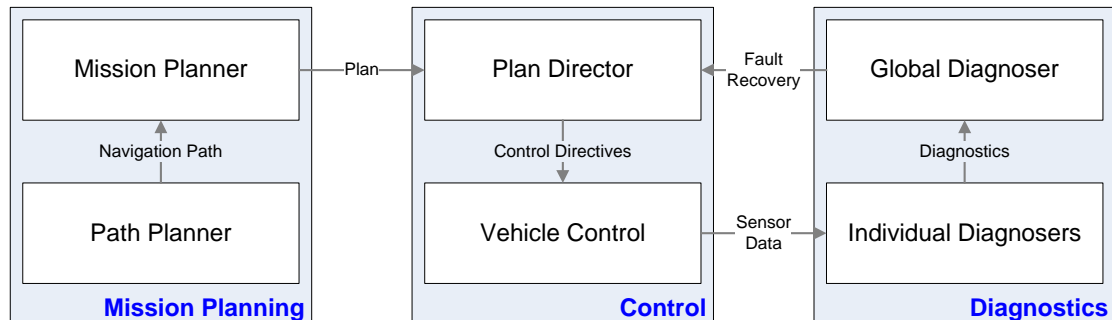 Mission Planner
Plan
Plan Director
Fault
Recovery
Global Diagnoser
Navigation Path
Control Directives
Diagnostics
Path Planner
Vehicle Control
Sensor
Data
Individual Diagnosers
Mission Planning
Control
Diagnostics